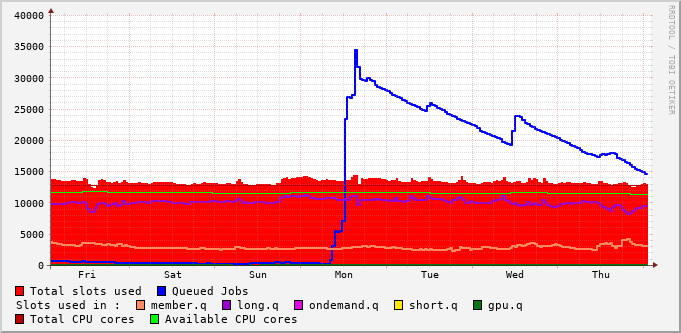 40000
35000
30000
25000
20000
15000
10000
5000
0
Fri Sat Sun Mon Tue Wed Thu
RRDTOOL / TOBI OETIKER
Total slots used Queued Jobs
Slots used in : member.q long.q ondemand.q short.q gpu.q
Total CPU cores Available CPU cores